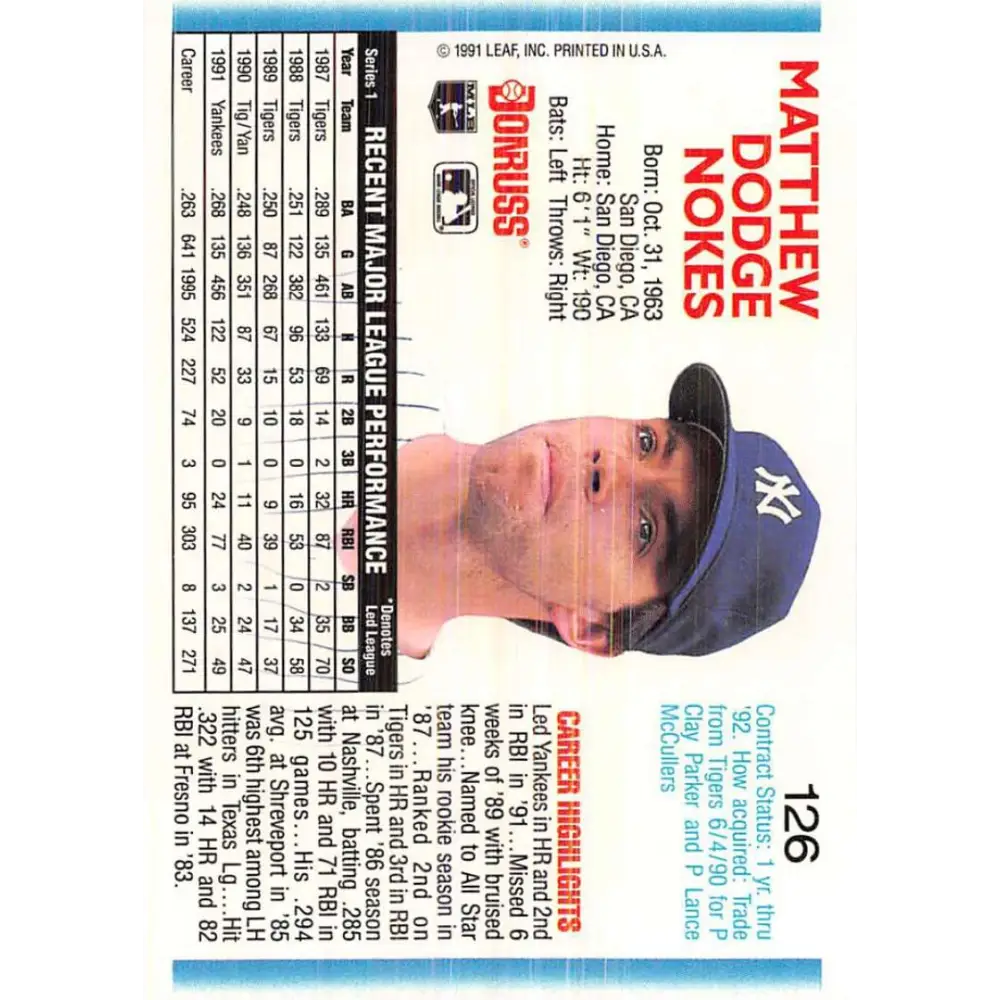 126
MATTHEW
DODGE
NOKES
Born: Oct. 31, 1963
San Diego, CA
Home: San Diego, CA
Ht: 6'1" Wt: 190
Bats: Left Throws: Right
DONRUSS®
MLB
© 1991 LEAF, INC. PRINTED IN U.S.A.
NY
Contract Status: 1 yr. thru
'92. How acquired: Trade
from Tigers 6/4/90 for P
Clay Parker and P Lance
McCullers
CAREER HIGHLIGHTS
Led Yankees in HR and 2nd
in RBI in '91...Missed 6
weeks of '89 with bruised
knee...Named to All Star
team his rookie season in
'87...Ranked 2nd on
Tigers in HR and 3rd in RBI
in '87...Spent '86 season
at Nashville, batting .285
with 10 HR and 71 RBI in
125 games...His .294
avg. at Shreveport in '85
was 6th highest among LH
hitters in Texas Lg....Hit
.322 with 14 HR and 82
RBI at Fresno in '83.
Series 1 RECENT MAJOR LEAGUE PERFORMANCE *Denotes Led League
Year Team BA G AB H R 2B 3B HR RBI SB BB SO
1987 Tigers .289 135 461 133 69 14 2 32 87 2 35 70
1988 Tigers .251 122 382 96 53 18 0 16 53 0 34 58
1989 Tigers .250 87 268 67 15 10 0 9 39 1 17 37
1990 Tig/Yan .248 136 351 87 33 9 1 11 40 2 24 47
1991 Yankees .268 135 456 122 52 20 0 24 77 3 25 49
Career .263 641 1995 524 227 74 3 95 303 8 137 271